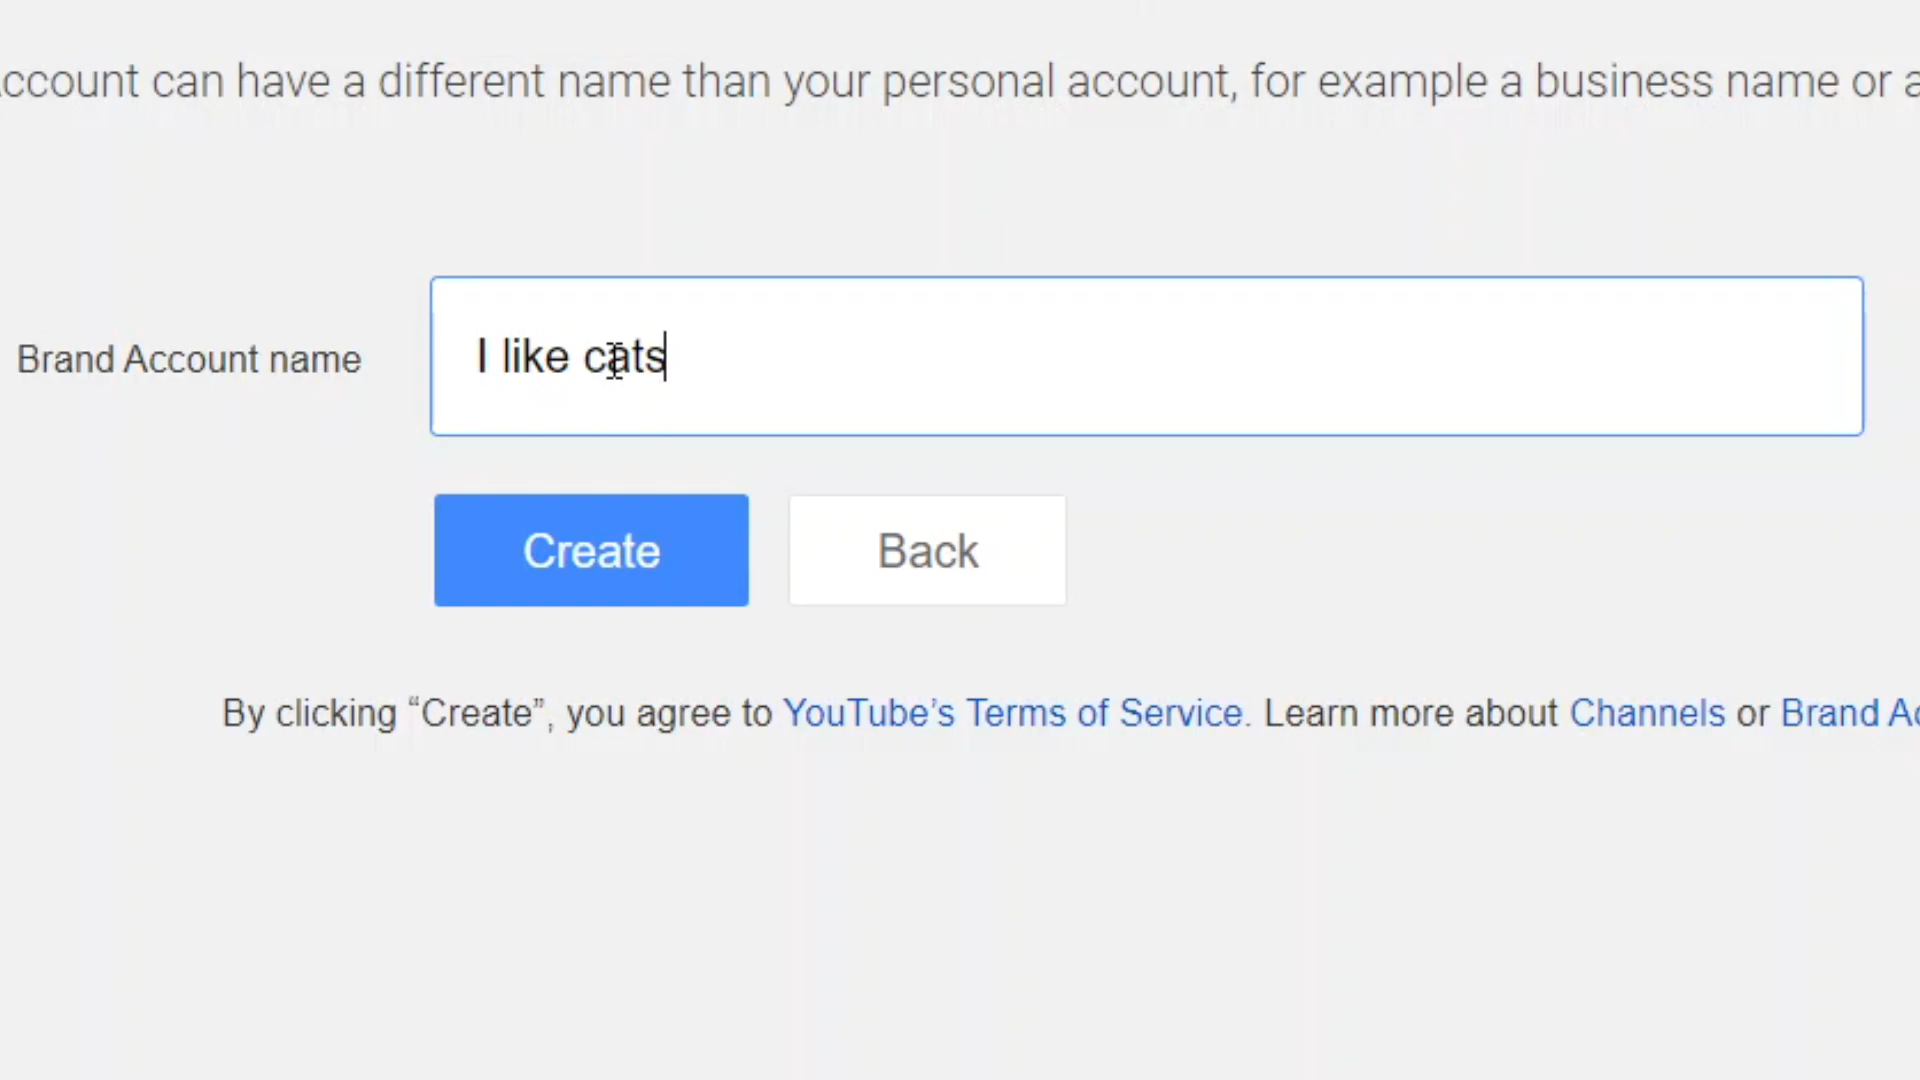 ccount can have a different name than your personal account, for example a business name or a
Brand Account name
I like cats
Create Back
By clicking “Create”, you agree to YouTube’s Terms of Service. Learn more about Channels or Brand Ac